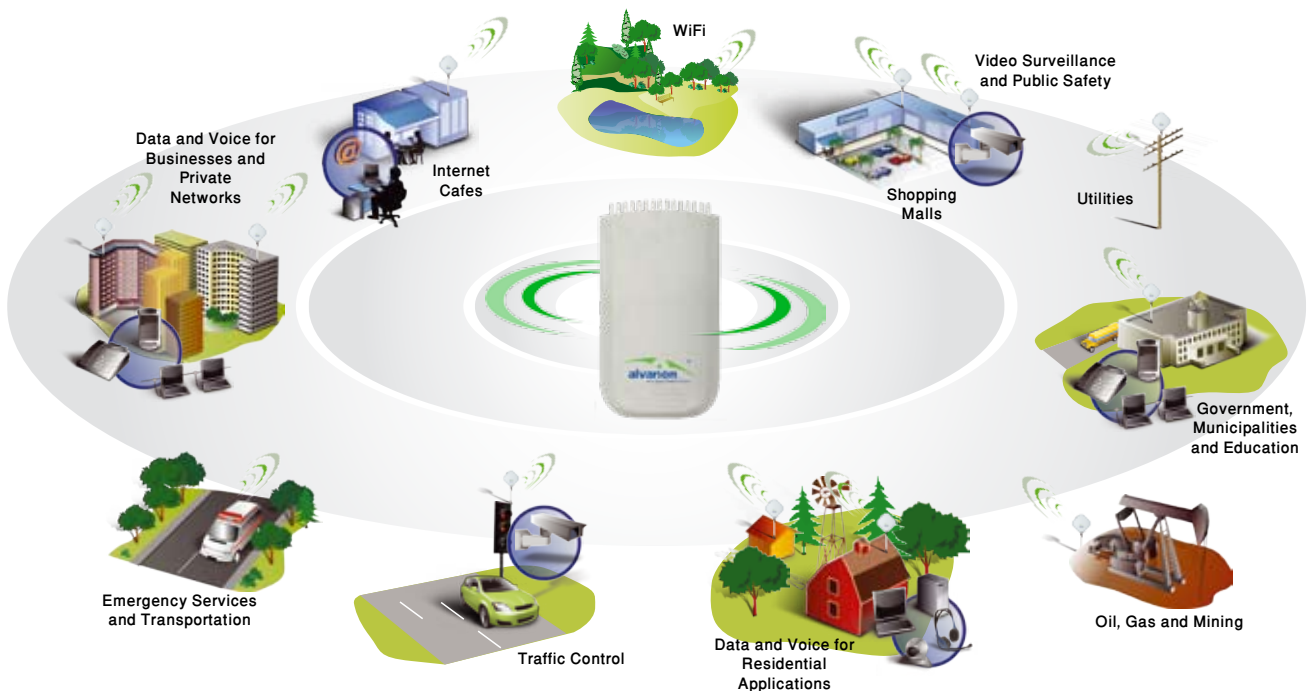 WiFi
Video Surveillance
and Public Safety
Data and Voice for
Businesses and
Private
Networks
Internet
Cafes
@
Shopping
Malls
Utilities
alvarion
Government,
Municipalities
and Education
Emergency Services
and Transportation
Traffic Control
Data and Voice for
Residential
Applications
Oil, Gas and Mining